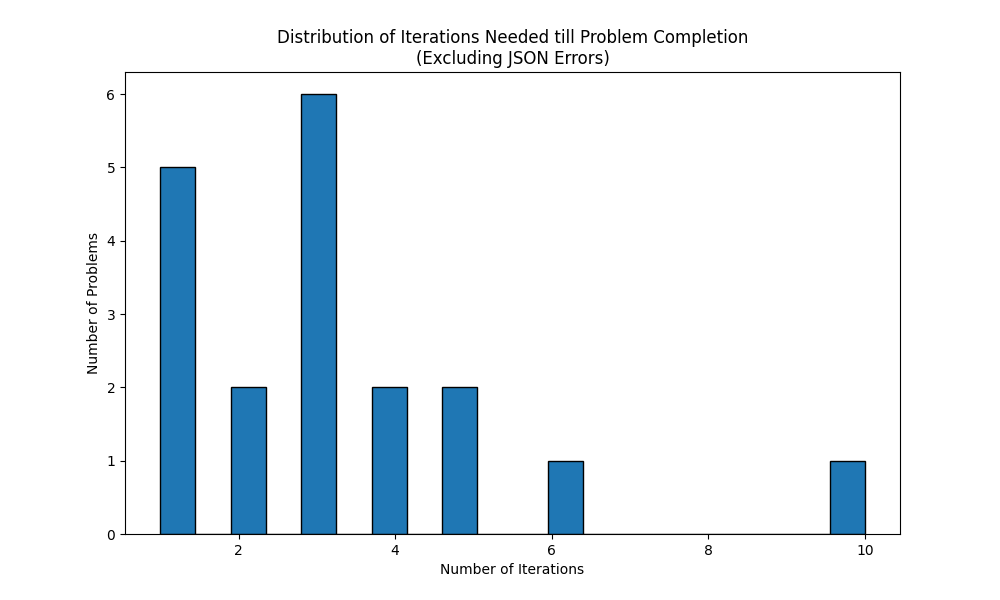 Distribution of Iterations Needed till Problem Completion
(Excluding JSON Errors)
6
5
4
3
2
1
0
Number of Problems
2 4 6 8 10
Number of Iterations